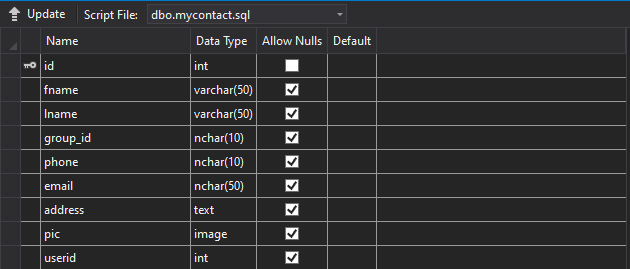 Update Script File: dbo.mycontact.sql
Name Data Type Allow Nulls Default
id int
fname varchar(50)
lname varchar(50)
group_id nchar(10)
phone nchar(10)
email nchar(50)
address text
pic image
userid int